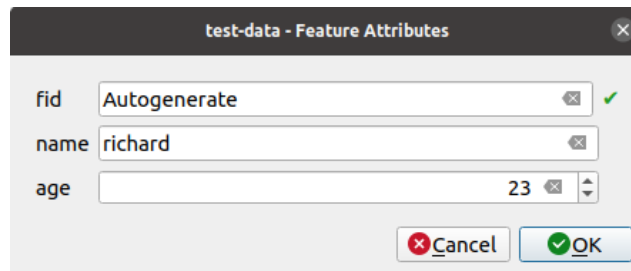 test-data - Feature Attributes
fid Autogenerate
name richard
age 23
Cancel OK